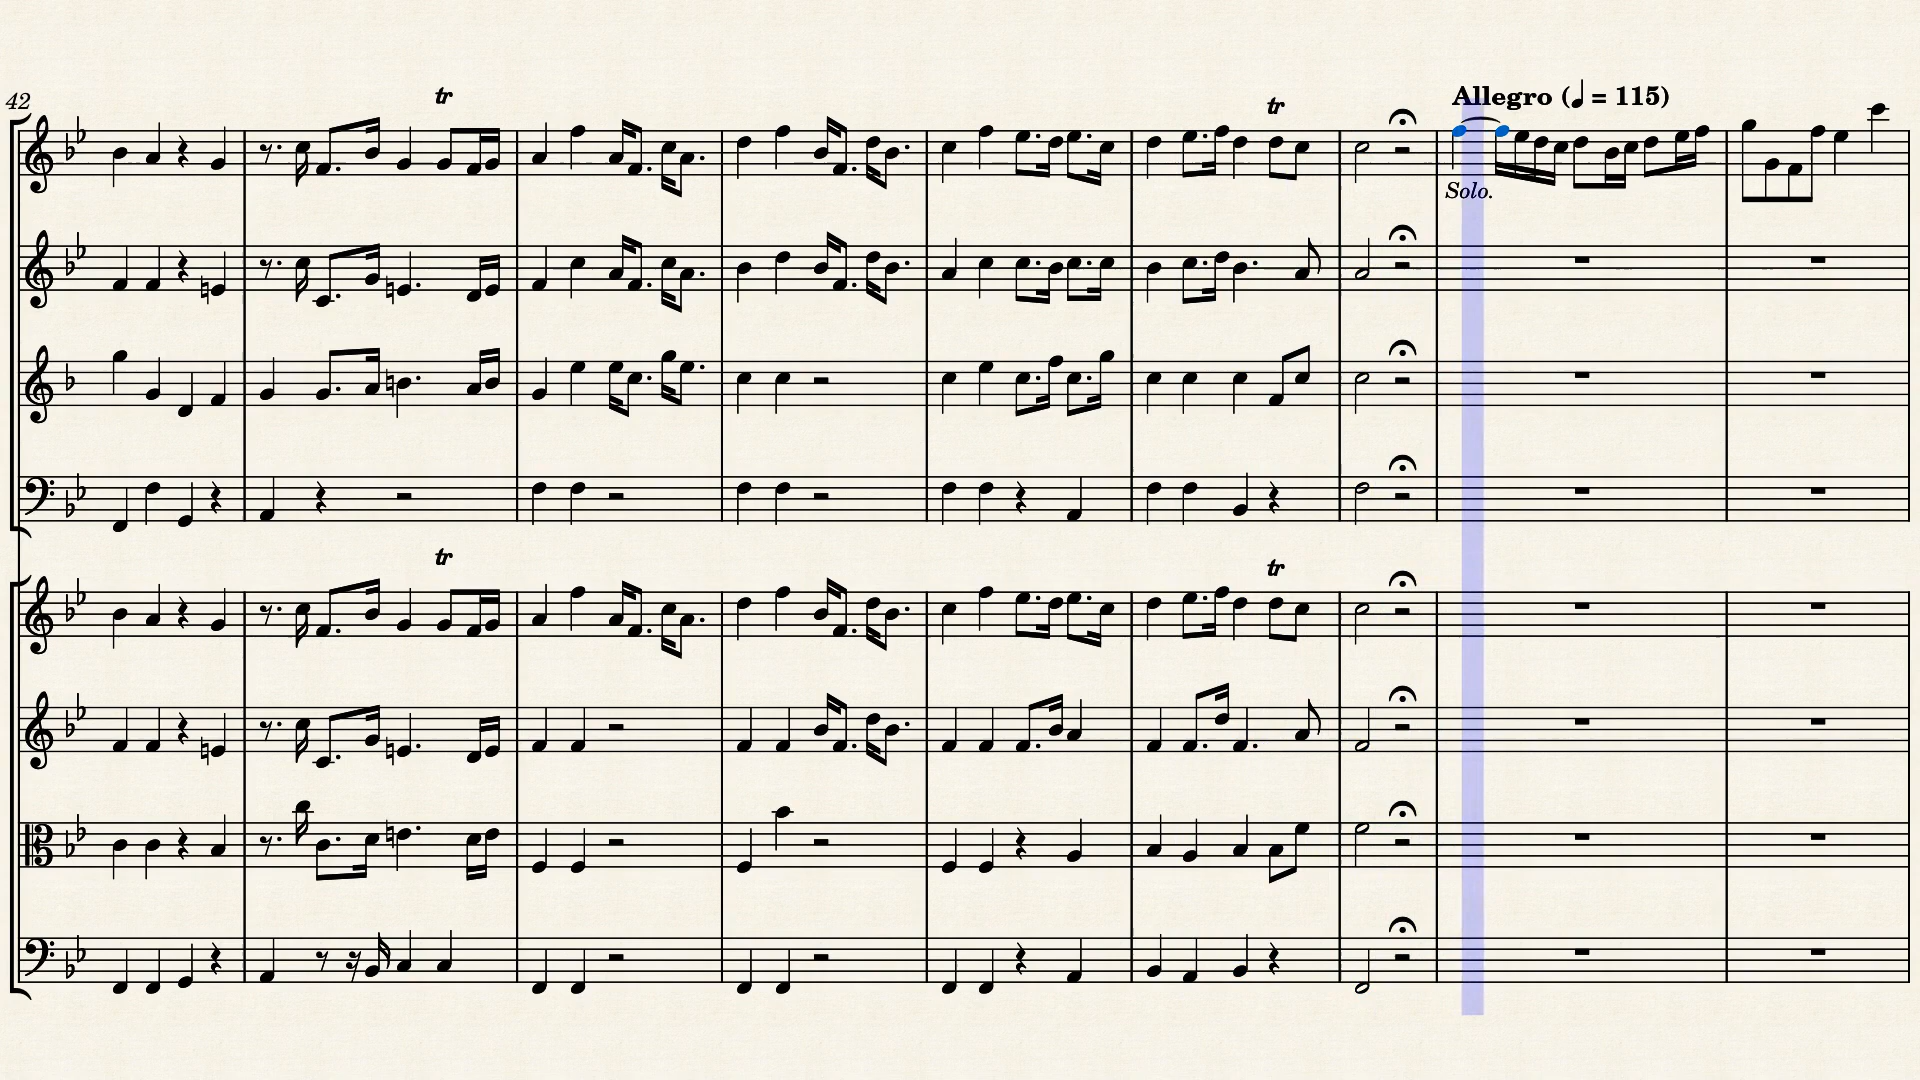 42
tr
tr
Allegro (♩ = 115)
Solo.
tr
tr